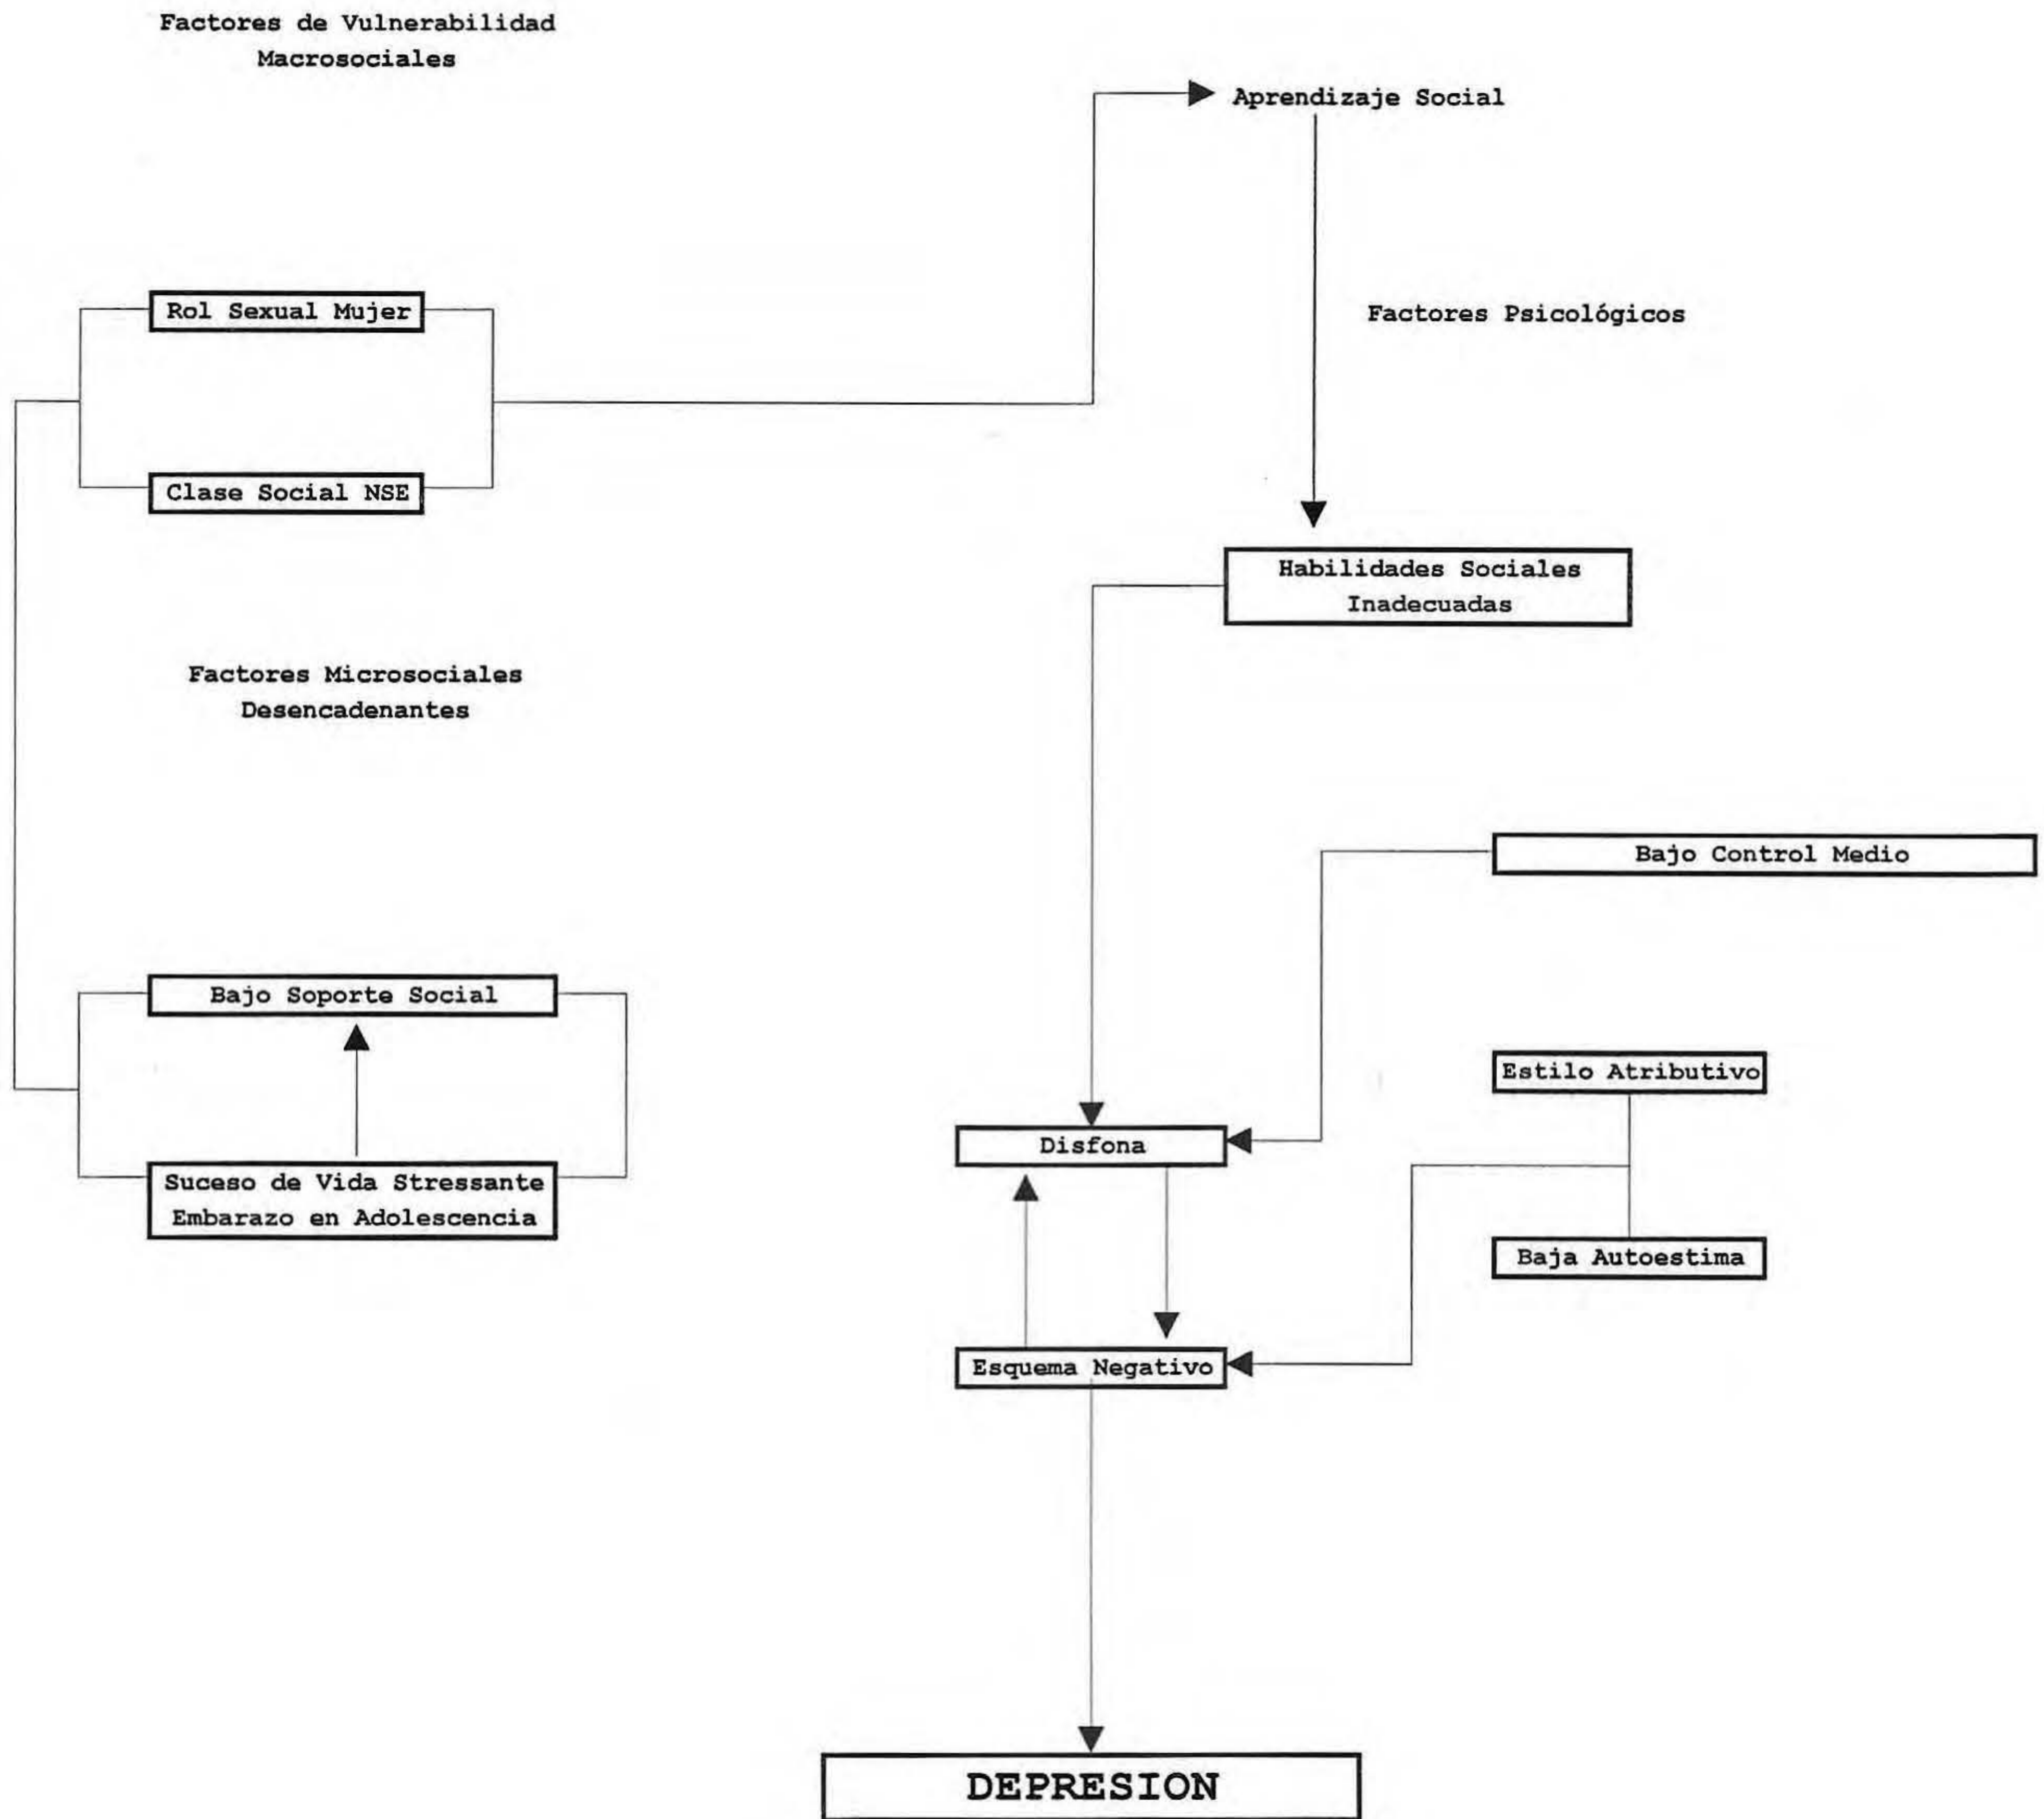 Factores de Vulnerabilidad
Macrosociales
Aprendizaje Social
Rol Sexual Mujer
Factores Psicológicos
Clase Social NSE
Habilidades Sociales
Inadecuadas
Factores Microsociales
Desencadenantes
Bajo Control Medio
Bajo Soporte Social
Estilo Atributivo
Disfona
Suceso de Vida Stressante
Embarazo en Adolescencia
Baja Autoestima
Esquema Negativo
DEPRESION